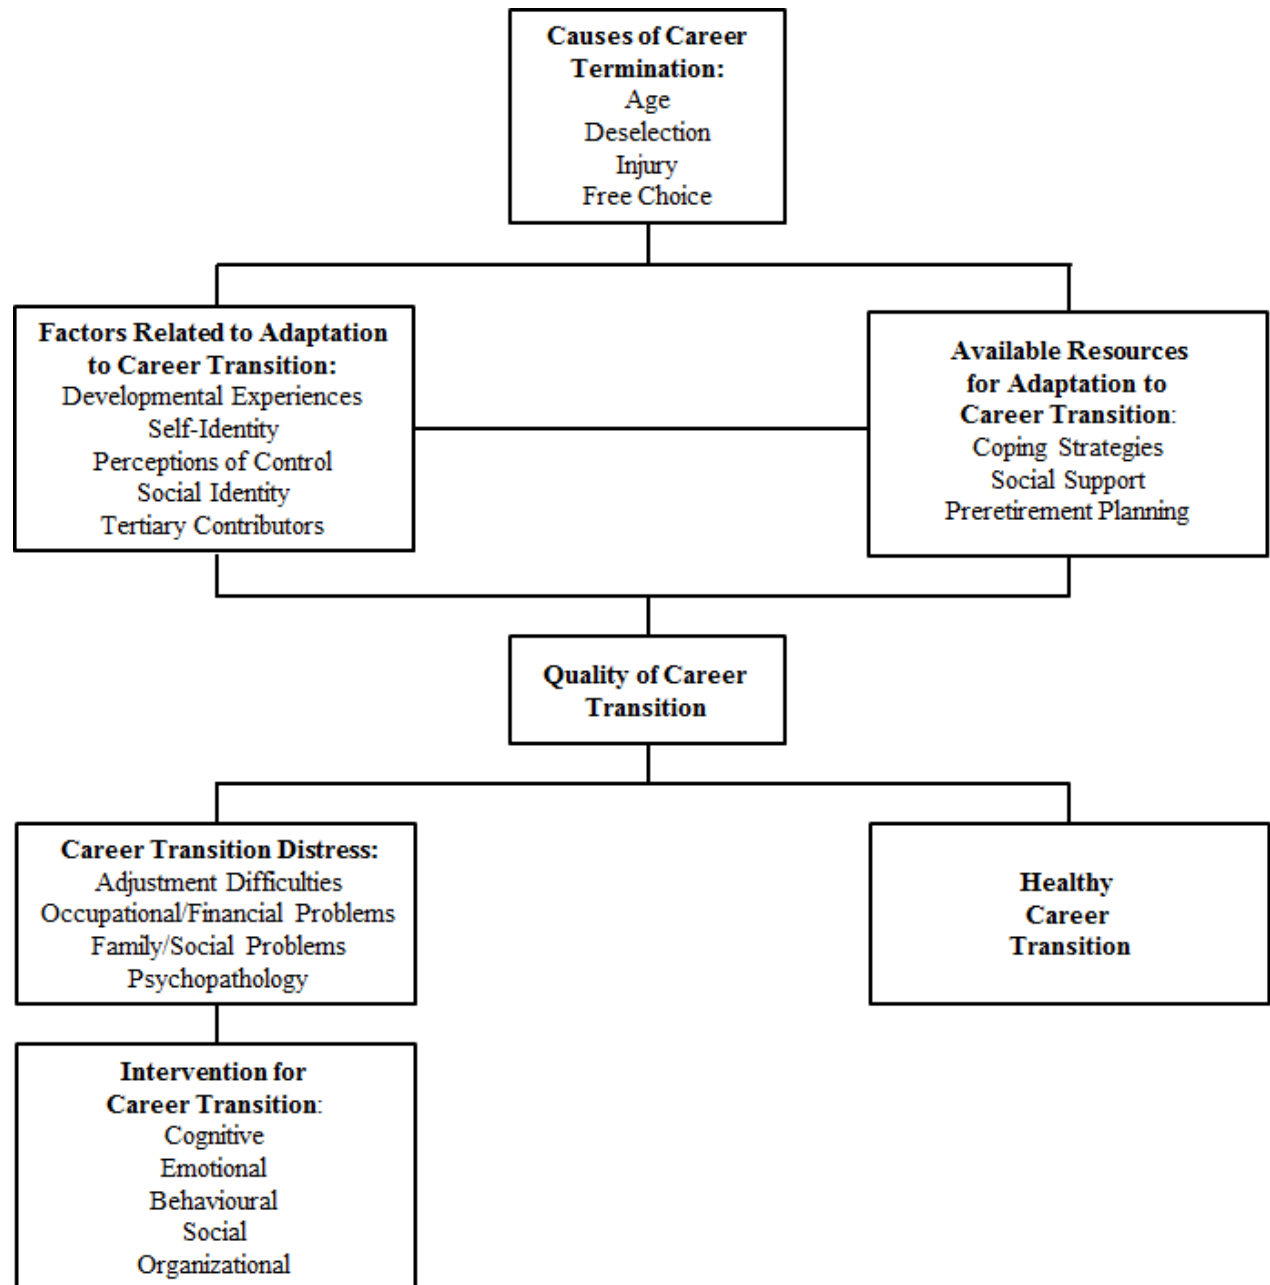 Causes of Career
Termination:
Age
Deselection
Injury
Free Choice
Factors Related to Adaptation
to Career Transition:
Developmental Experiences
Self-Identity
Perceptions of Control
Social Identity
Tertiary Contributors
Available Resources
for Adaptation to
Career Transition:
Coping Strategies
Social Support
Preretirement Planning
Quality of Career
Transition
Career Transition Distress:
Adjustment Difficulties
Occupational/Financial Problems
Family/Social Problems
Psychopathology
Healthy
Career
Transition
Intervention for
Career Transition:
Cognitive
Emotional
Behavioural
Social
Organizational